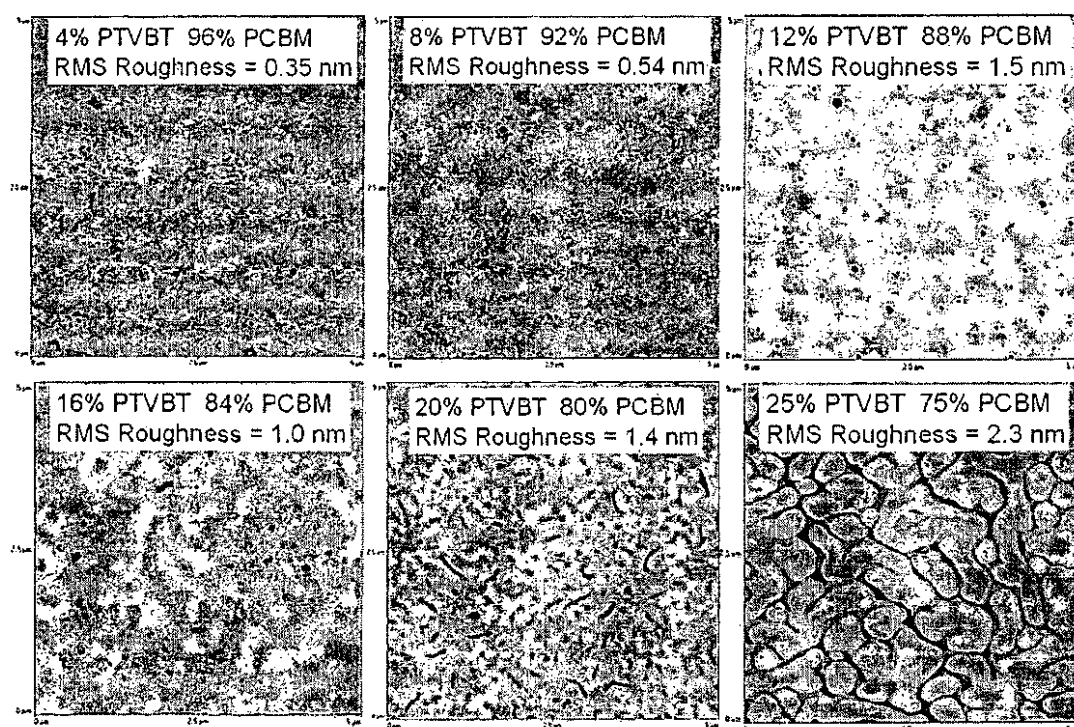 4% PTVBT 96% PCBM
RMS Roughness = 0.35 nm
8% PTVBT 92% PCBM
RMS Roughness = 0.54 nm
12% PTVBT 88% PCBM
RMS Roughness = 1.5 nm
16% PTVBT 84% PCBM
RMS Roughness = 1.0 nm
20% PTVBT 80% PCBM
RMS Roughness = 1.4 nm
25% PTVBT 75% PCBM
RMS Roughness = 2.3 nm